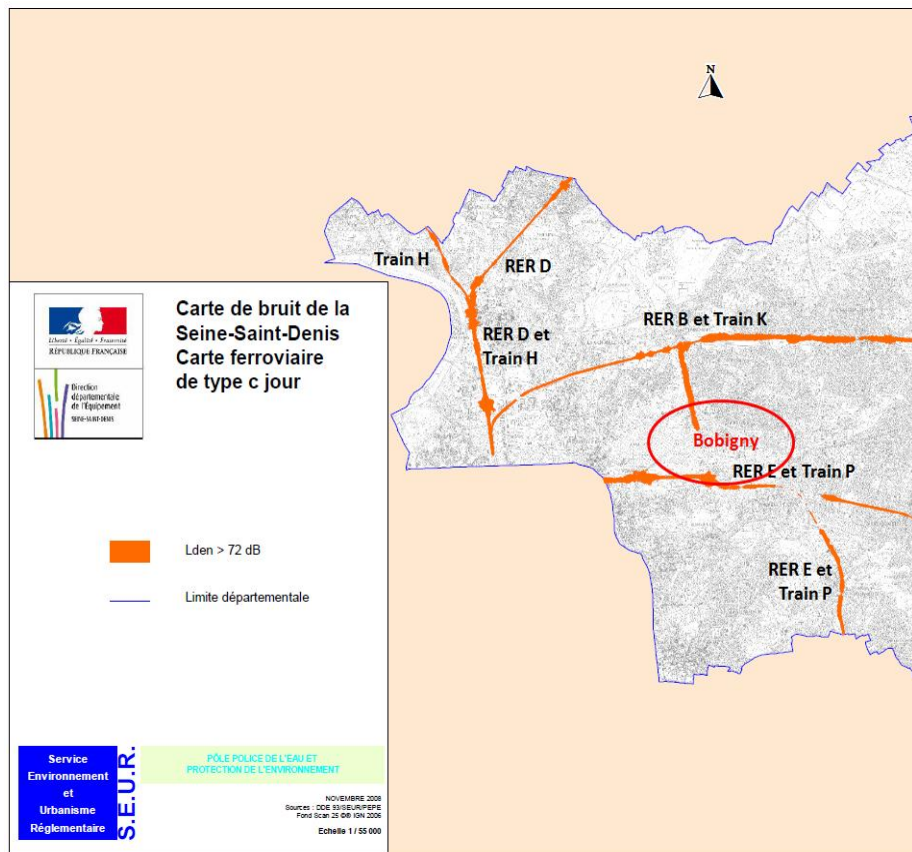 N
Train H
RER D
RER D et
Train H
RER B et Train K
Bobigny
RER E et Train P
RER E et
Train P
Liberté • Égalité • Fraternité
RÉPUBLIQUE FRANÇAISE
Direction
départementale
de l'Équipement
SEINE-SAINT-DENIS
Carte de bruit de la
Seine-Saint-Denis
Carte ferroviaire
de type c jour
Lden > 72 dB
Limite départementale
Service
Environnement
et
Urbanisme
Réglementaire
S.E.U.R.
PÔLE POLICE DE L'EAU ET
PROTECTION DE L'ENVIRONNEMENT
NOVEMBRE 2008
Sources : DDE 93/SEUR/PEPE
Fond Scan 25 ©® IGN 2006
Echelle 1 / 55 000